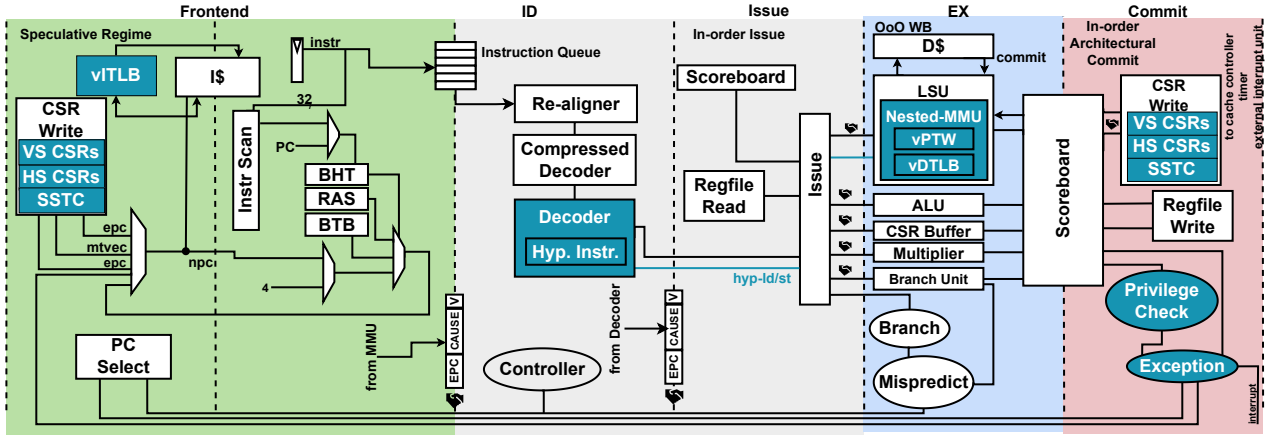 Frontend
ID
Issue
EX
Commit
Speculative Regime
vITLB
I$
instr
32
CSR
Write
VS CSRs
HS CSRs
SSTC
Instr Scan
PC
BHT
RAS
BTB
epc
mtvec
epc
npc
4
PC
Select
from MMU
EPC
CAUSE
V
Instruction Queue
Re-aligner
Compressed
Decoder
Decoder
Hyp. Instr.
hyp-ld/st
from Decoder
EPC
CAUSE
V
Controller
In-order Issue
Scoreboard
Regfile
Read
Issue
OoO WB
D$
commit
LSU
Nested-MMU
vPTW
vDTLB
ALU
CSR Buffer
Multiplier
Branch Unit
Branch
Mispredict
Scoreboard
In-order
Architectural
Commit
CSR
Write
VS CSRs
HS CSRs
SSTC
to cache controller
timer
external interrupt unit
Regfile
Write
Privilege
Check
Exception
interrupt